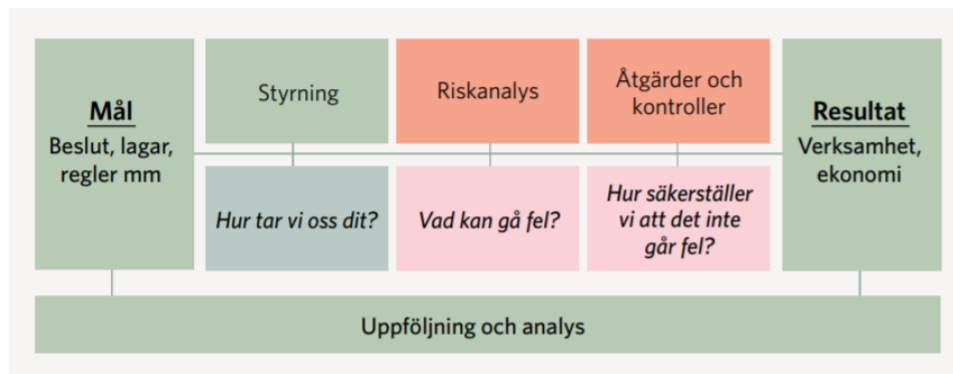 Mål
Beslut, lagar,
regler mm
Styrning
Hur tar vi oss dit?
Riskanalys
Vad kan gå fel?
Åtgärder och
kontroller
Hur säkerställer
vi att det inte
går fel?
Resultat
Verksamhet,
ekonomi
Uppföljning och analys